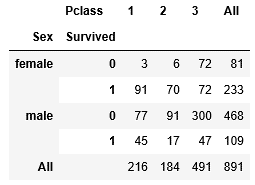 Pclass 1 2 3 All
Sex Survived
female 0 3 6 72 81
1 91 70 72 233
male 0 77 91 300 468
1 45 17 47 109
All 216 184 491 891